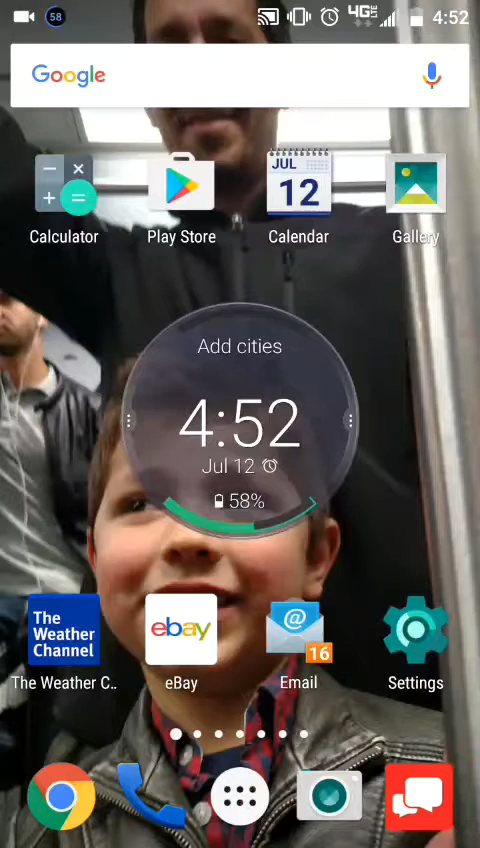 58
4G LTE
4:52
Google
Calculator
Play Store
JUL
12
Calendar
Gallery
Add cities
4:52
Jul 12
58%
The
Weather
Channel
ebay
@
16
The Weather C..
eBay
Email
Settings